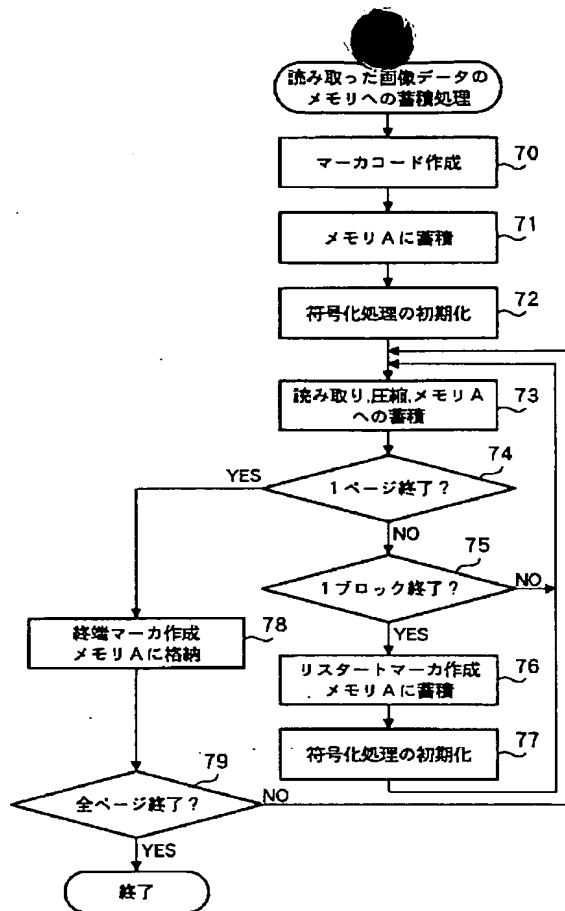 読み取った画像データの
メモリへの蓄積処理
70
マーカコード作成
71
メモリAに蓄積
72
符号化処理の初期化
73
読み取り,圧縮,メモリA
への蓄積
74
YES
1ページ終了?
NO
75
1ブロック終了?
NO
YES
78
終端マーカ作成
メモリAに格納
76
リスタートマーカ作成
メモリAに蓄積
77
符号化処理の初期化
79
全ページ終了?
NO
YES
終了